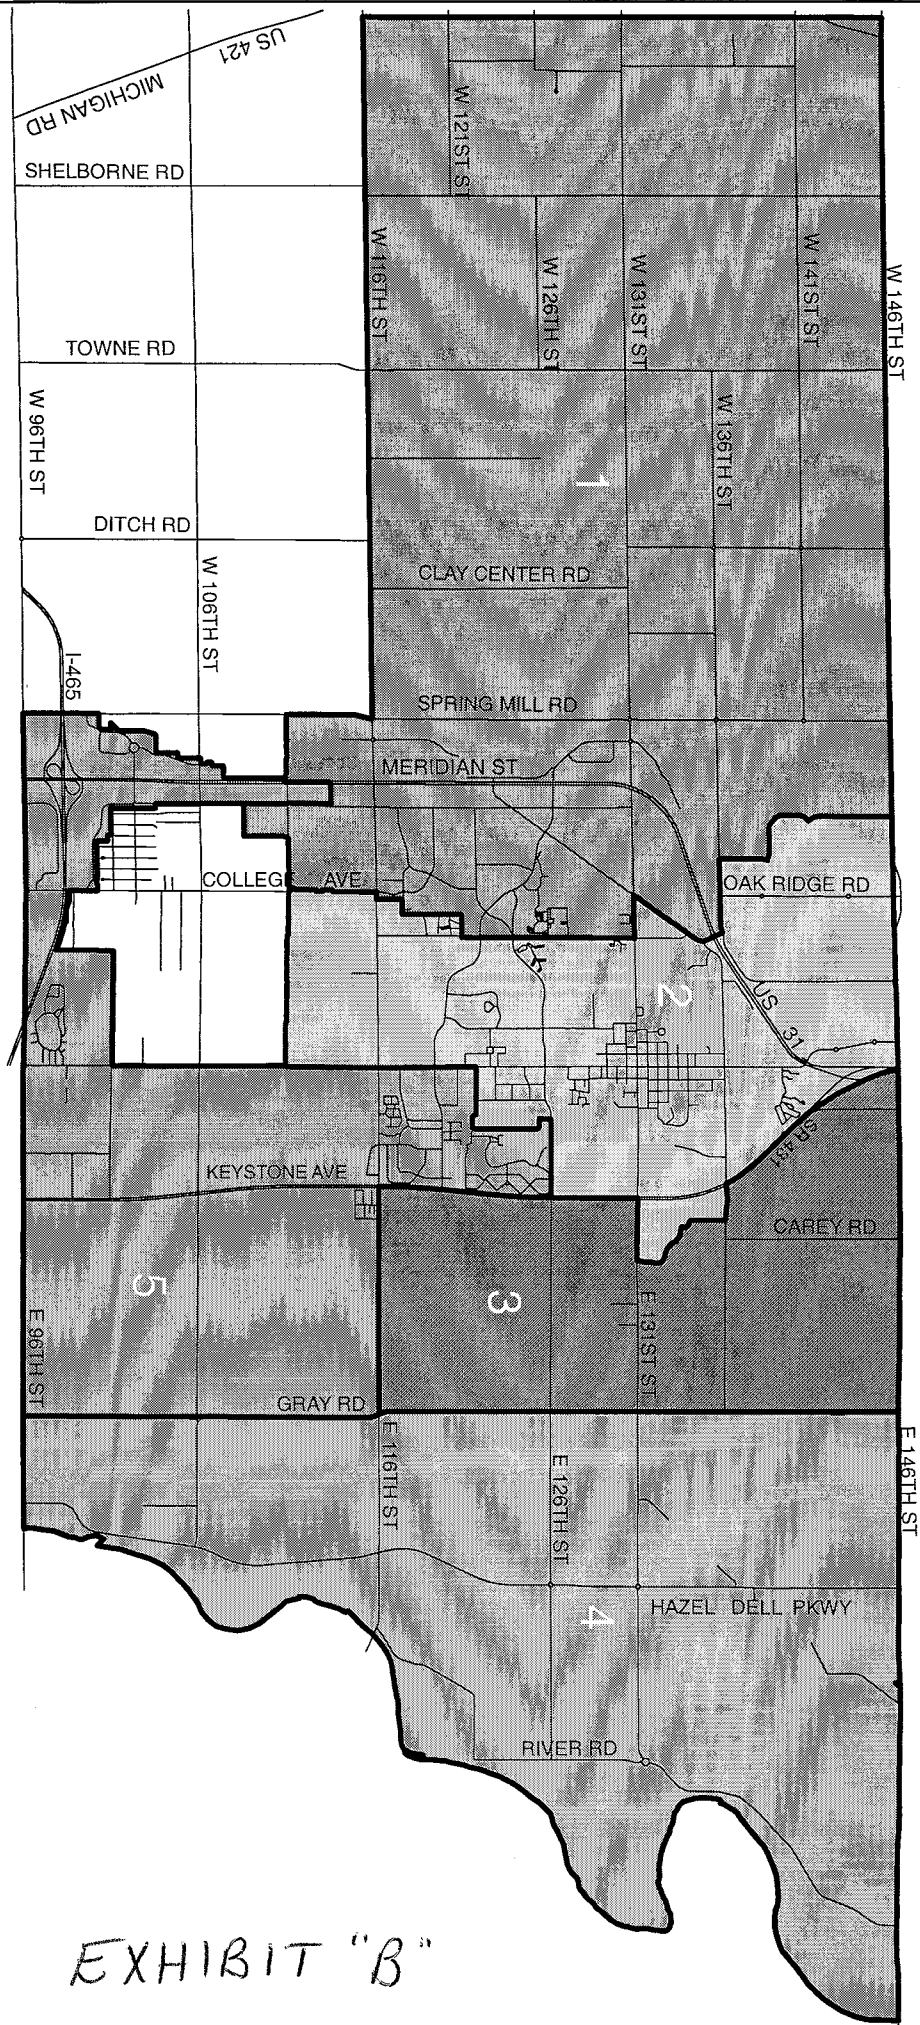 US 421
MICHIGAN RD
SHELBORNE RD
W 121ST ST
W 116TH ST
W 126TH ST
W 131ST ST
W 141ST ST
W 146TH ST
TOWNE RD
W 96TH ST
W 136TH ST
1
DITCH RD
W 106TH ST
CLAY CENTER RD
I-465
SPRING MILL RD
MERIDIAN ST
COLLEGE AVE
OAK RIDGE RD
2
US 31
SR 431
KEYSTONE AVE
CAREY RD
5
3
E 96TH ST
E 131ST ST
GRAY RD
E 116TH ST
E 126TH ST
E 146TH ST
4
HAZEL DELL PKWY
RIVER RD
EXHIBIT "B"